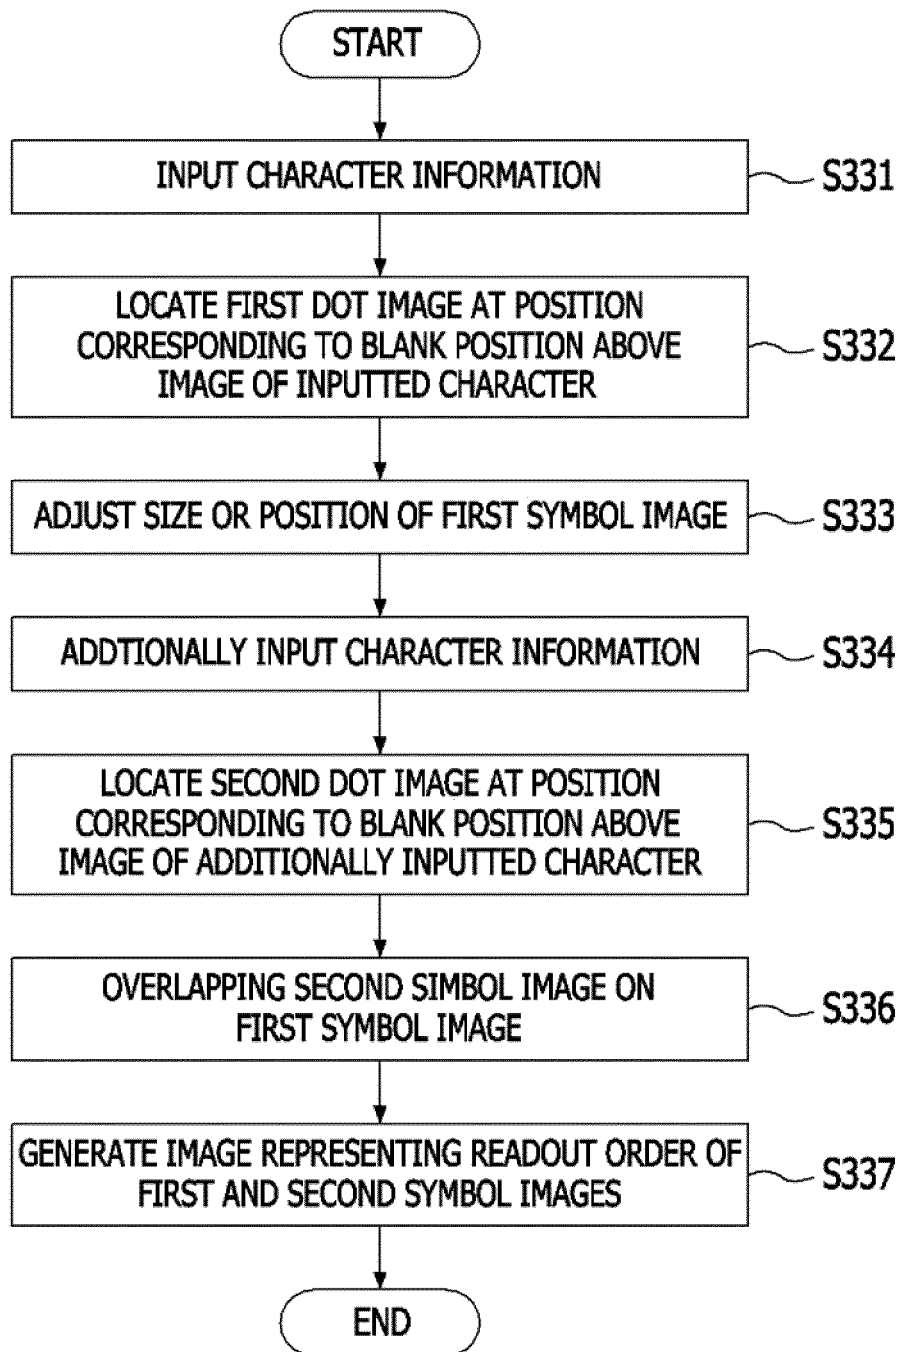 START
INPUT CHARACTER INFORMATION
S331
LOCATE FIRST DOT IMAGE AT POSITION
CORRESPONDING TO BLANK POSITION ABOVE
IMAGE OF INPUTTED CHARACTER
S332
ADJUST SIZE OR POSITION OF FIRST SYMBOL IMAGE
S333
ADDTIONALLY INPUT CHARACTER INFORMATION
S334
LOCATE SECOND DOT IMAGE AT POSITION
CORRESPONDING TO BLANK POSITION ABOVE
IMAGE OF ADDITIONALLY INPUTTED CHARACTER
S335
OVERLAPPING SECOND SIMBOL IMAGE ON
FIRST SYMBOL IMAGE
S336
GENERATE IMAGE REPRESENTING READOUT ORDER OF
FIRST AND SECOND SYMBOL IMAGES
S337
END